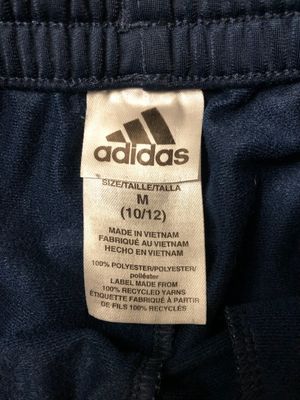 adidas
SIZE/TAILLE/TALLA
M
(10/12)
MADE IN VIETNAM
FABRIQUÉ AU VIETNAM
HECHO EN VIETNAM
100% POLYESTER/POLYESTER/
poliéster
LABEL MADE FROM
100% RECYCLED YARNS
ÉTIQUETTE FABRIQUÉE À PARTIR
DE FILS 100% RECYCLÉS